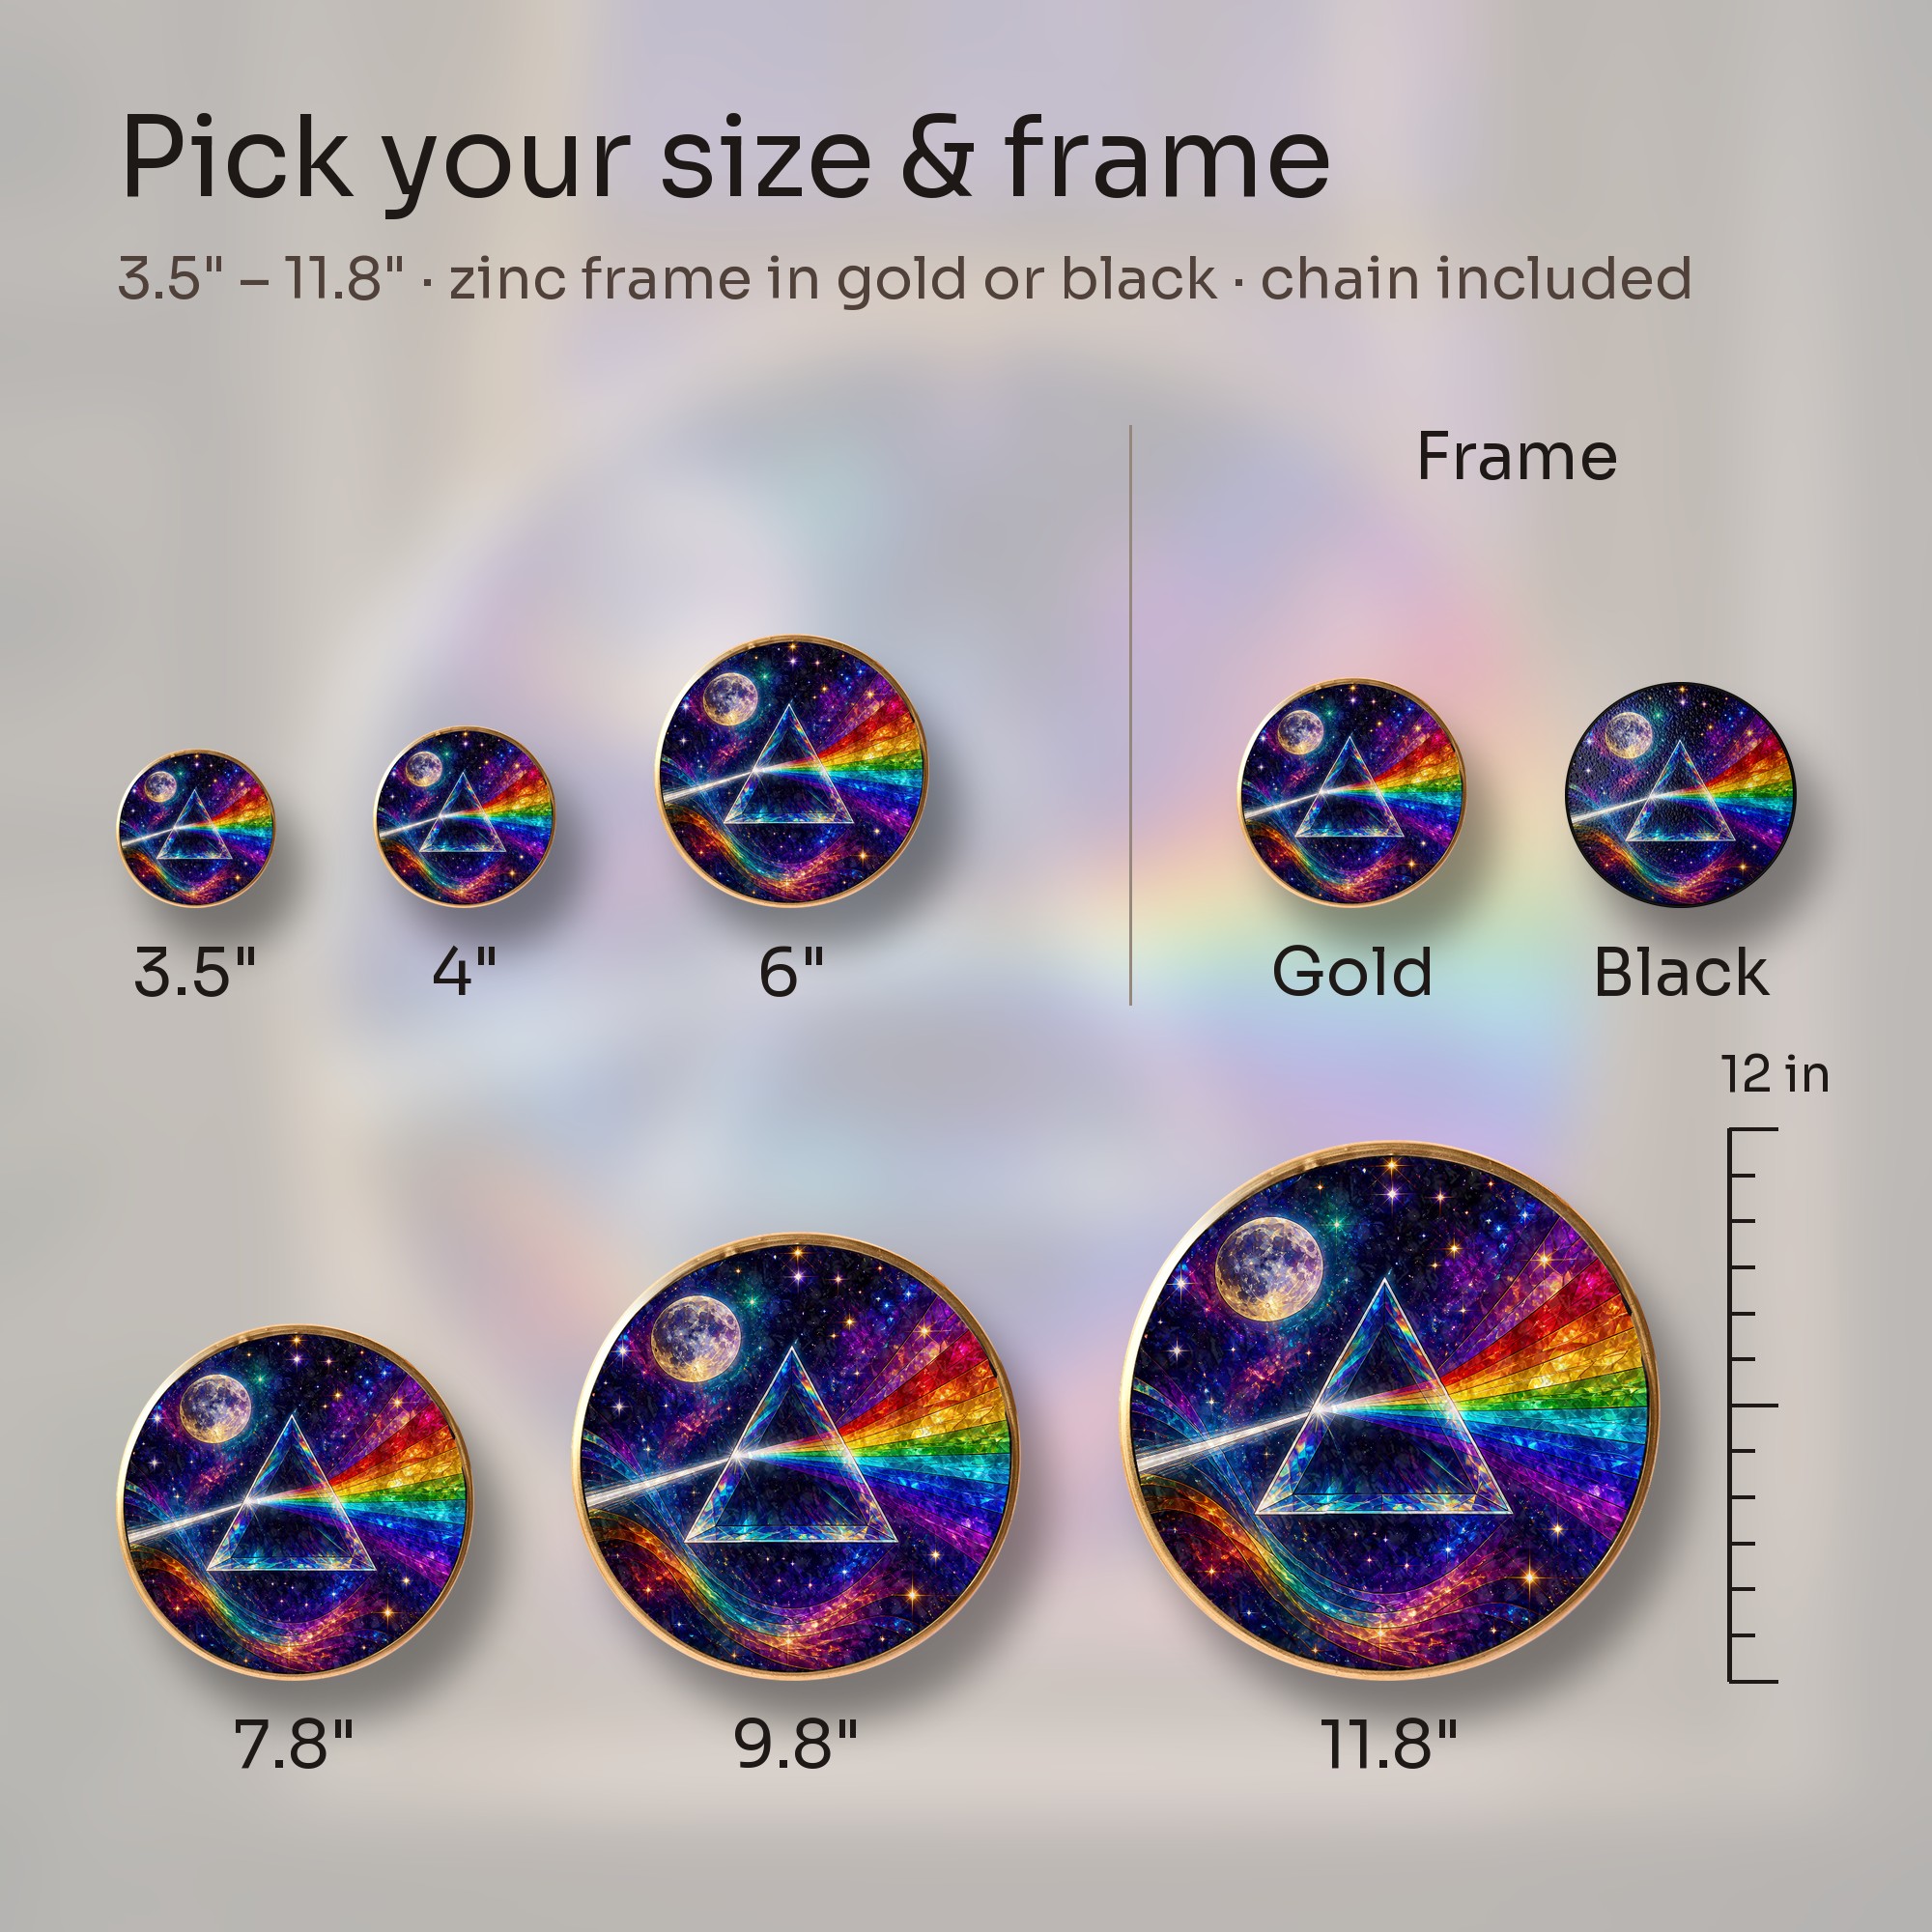 Pick your size & frame
3.5" – 11.8" · zinc frame in gold or black · chain included
Frame
3.5" 4" 6" Gold Black
12 in
7.8" 9.8" 11.8"